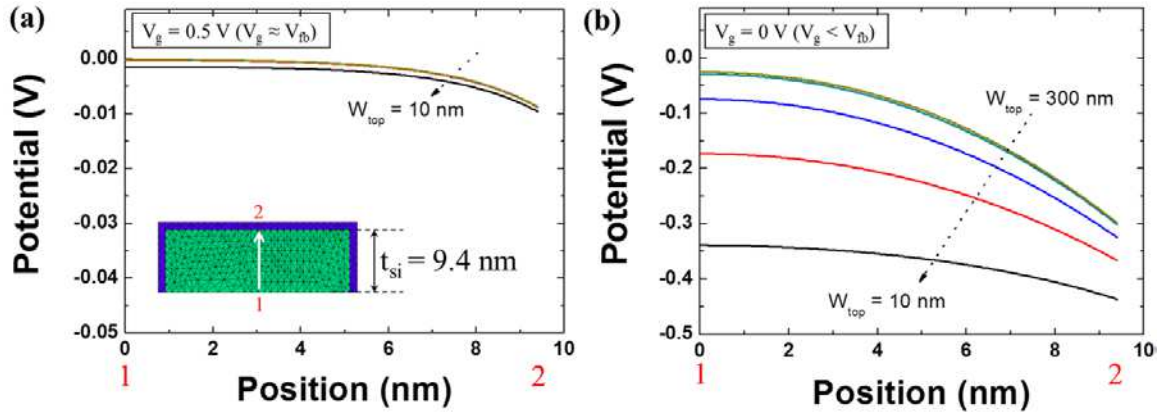 (a)
V_g = 0.5 V (V_g ≈ V_fb)
0.00
-0.01
-0.02
-0.03
-0.04
-0.05
Potential (V)
W_top = 10 nm
2
1
t_si = 9.4 nm
0 2 4 6 8 10
1 Position (nm) 2
(b)
V_g = 0 V (V_g < V_fb)
0.0
-0.1
-0.2
-0.3
-0.4
-0.5
Potential (V)
W_top = 300 nm
W_top = 10 nm
0 2 4 6 8 10
1 Position (nm) 2